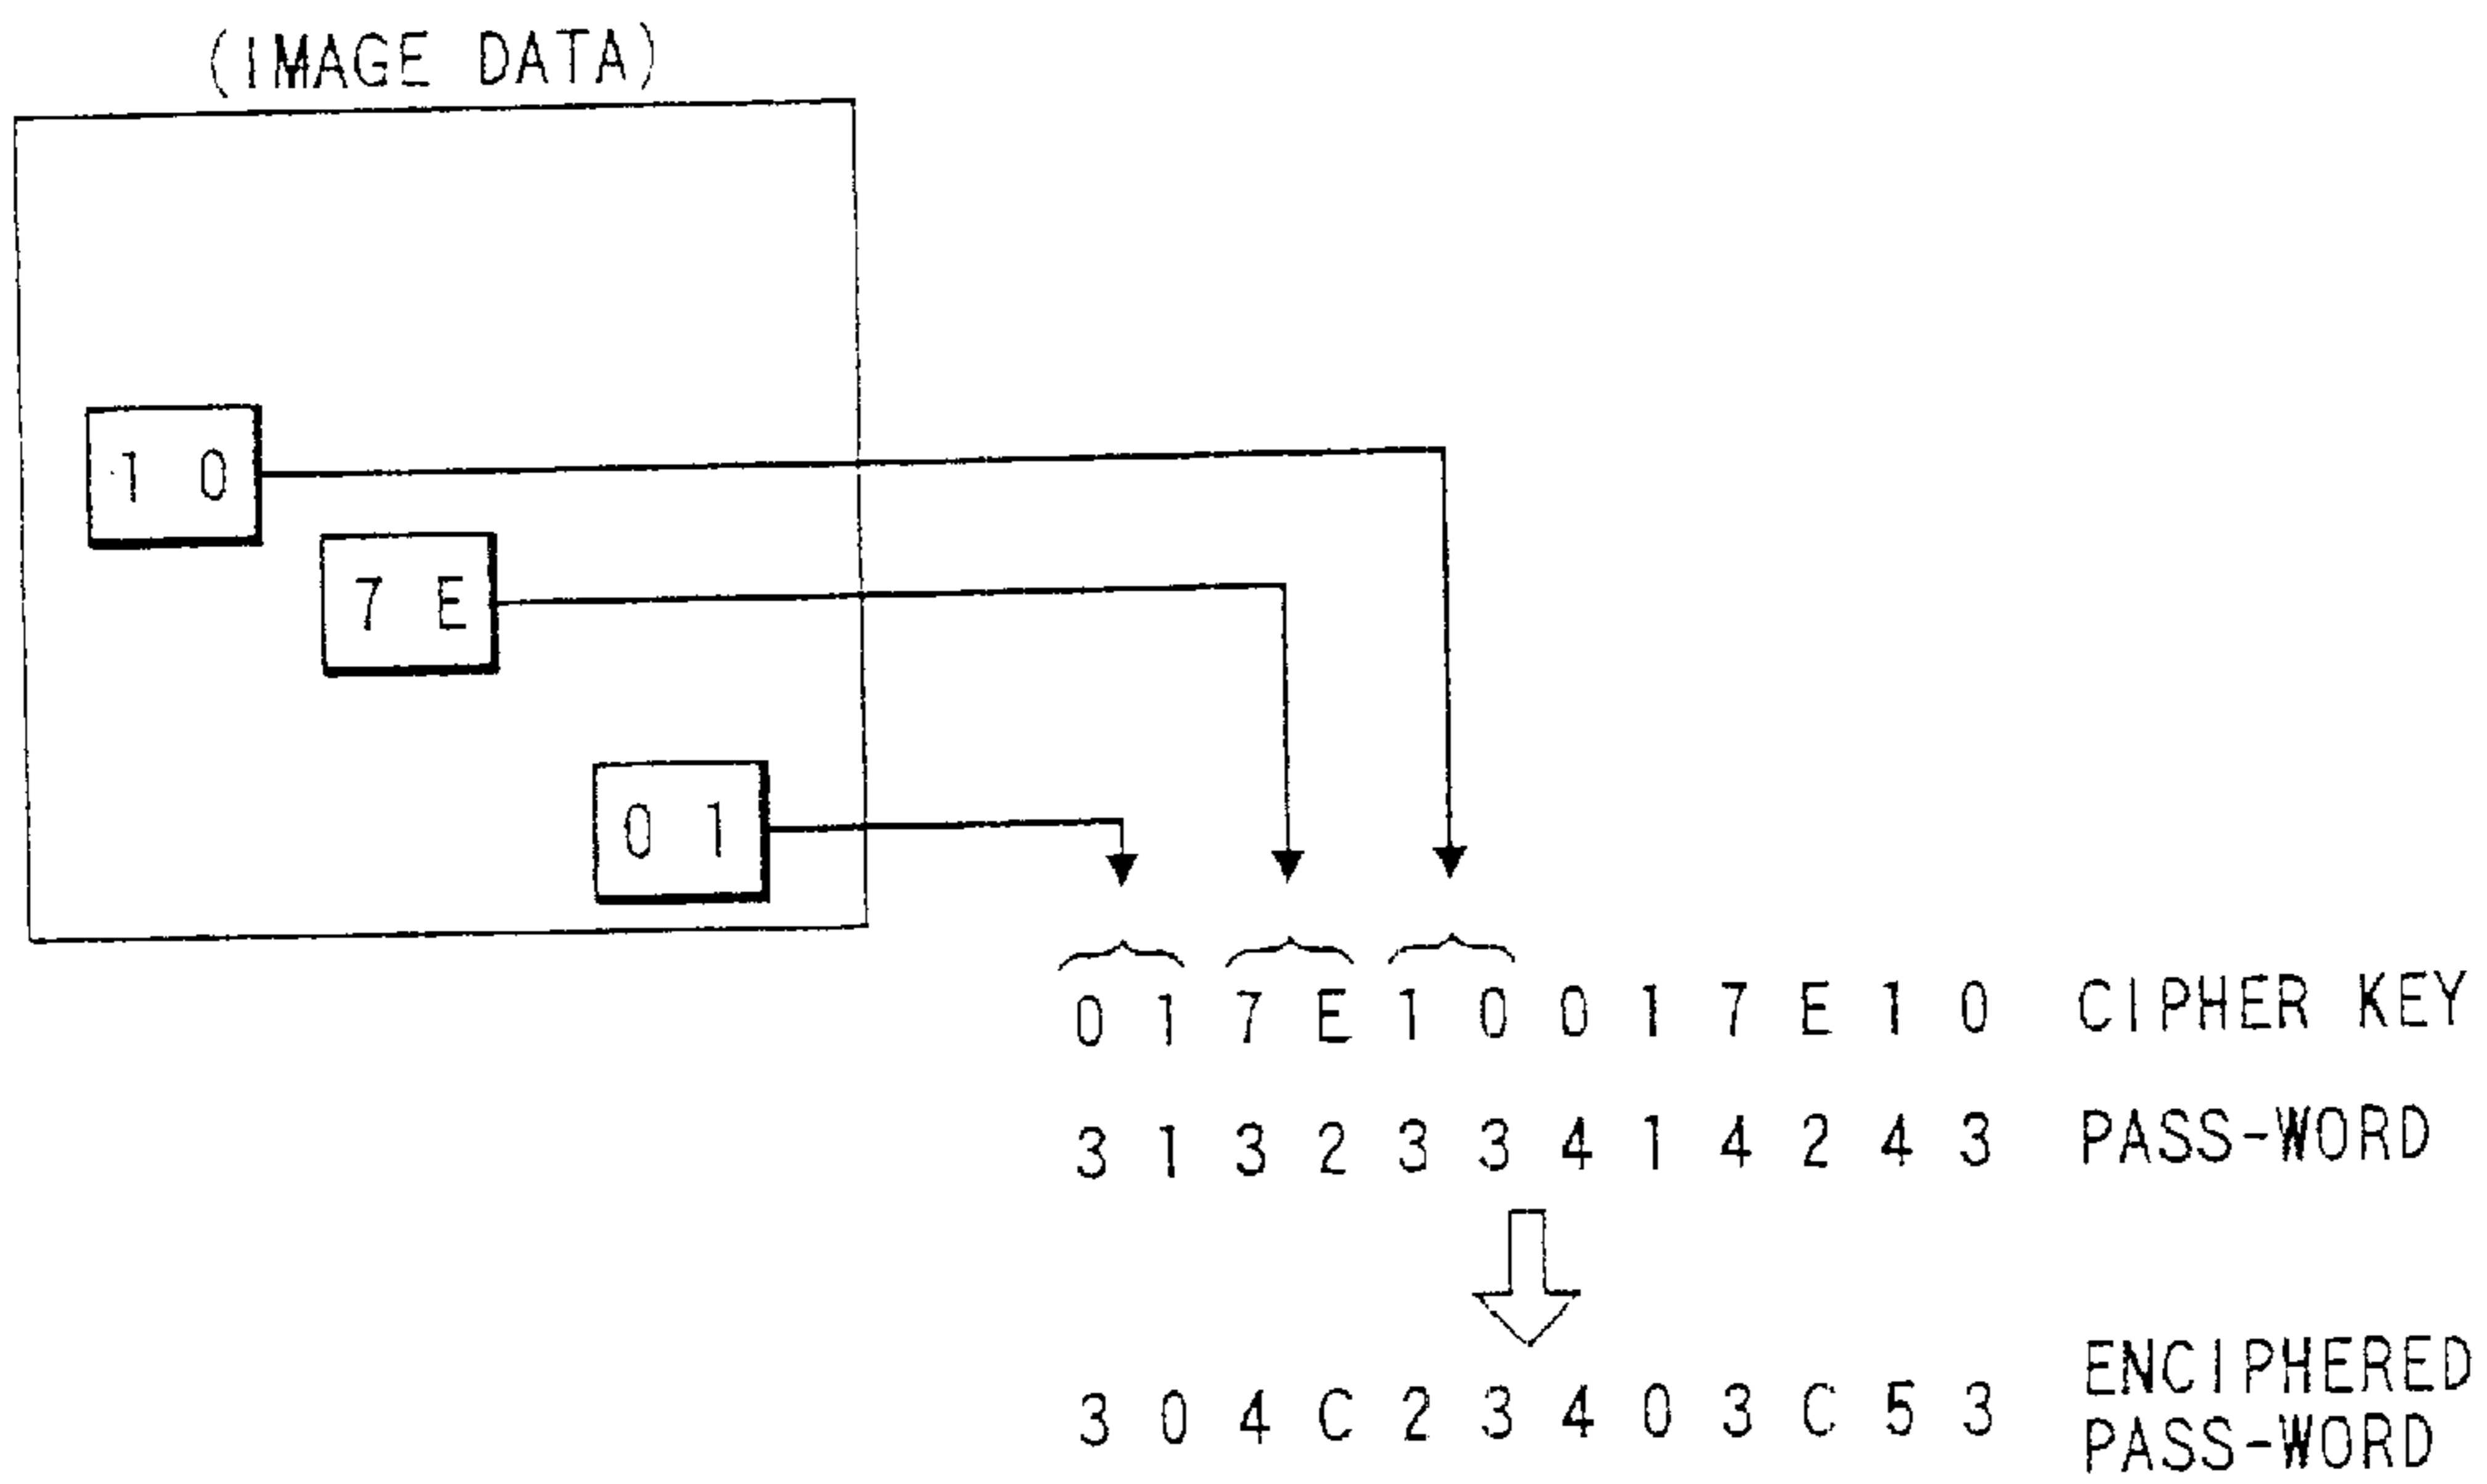 (IMAGE DATA)
1 0
7 E
0 1
0 1 7 E 1 0 0 1 7 E 1 0 CIPHER KEY
3 1 3 2 3 3 4 1 4 2 4 3 PASS-WORD
3 0 4 C 2 3 4 0 3 C 5 3 ENCIPHERED
PASS-WORD